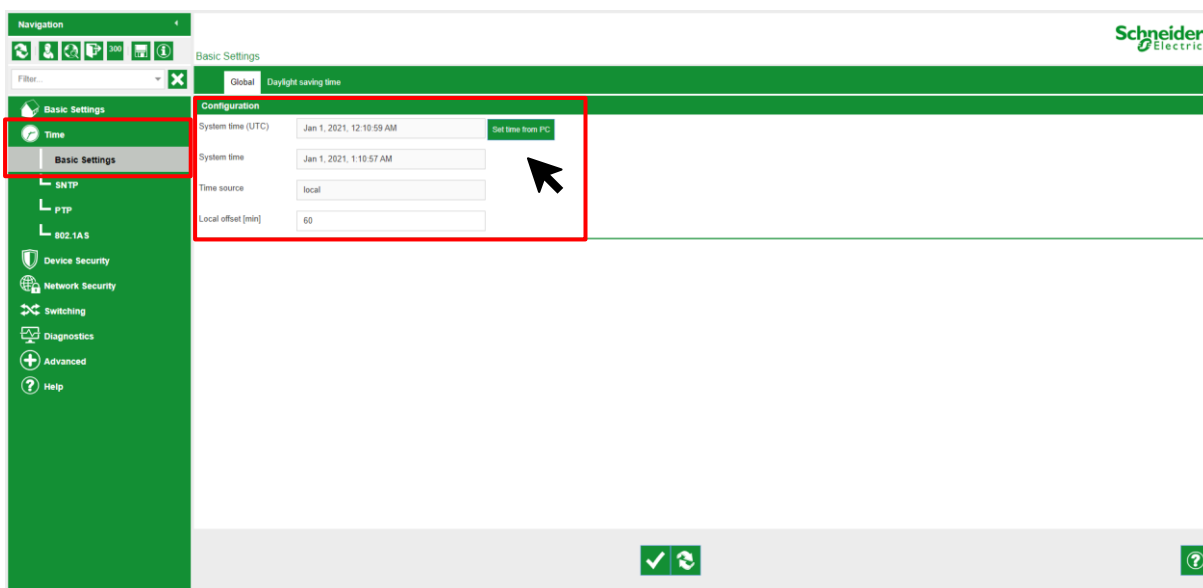 Navigation
300
Filter...
Basic Settings
Time
Basic Settings
SNTP
PTP
802.1AS
Device Security
Network Security
Switching
Diagnostics
Advanced
Help
Schneider
Electric
Basic Settings
Global Daylight saving time
Configuration
System time (UTC) Jan 1, 2021, 12:10:59 AM Set time from PC
System time Jan 1, 2021, 1:10:57 AM
Time source local
Local offset [min] 60